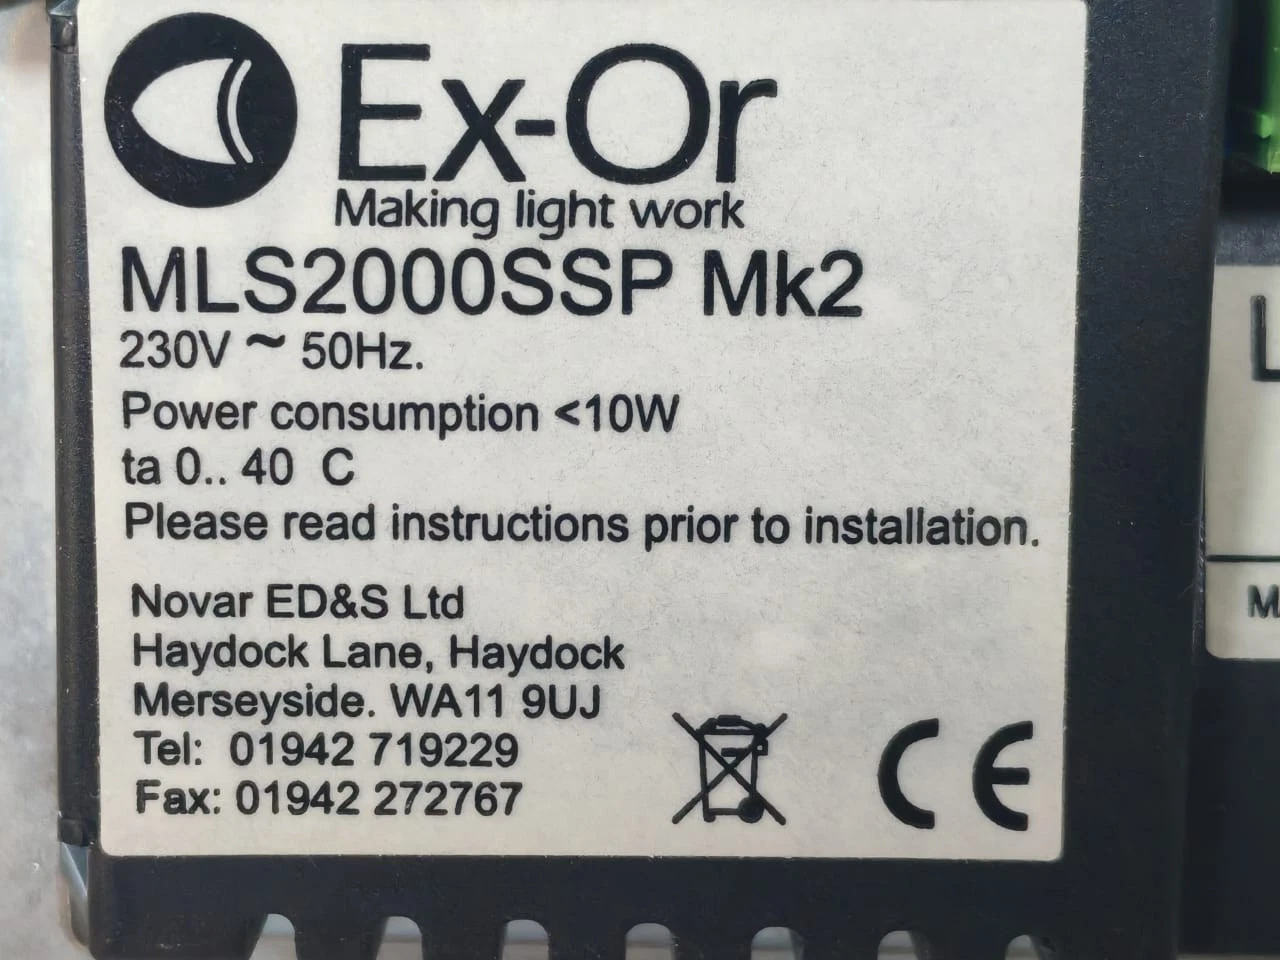 Ex-Or
Making light work
MLS2000SSP Mk2
230V ~ 50Hz.
Power consumption <10W
ta 0.. 40 C
Please read instructions prior to installation.
Novar ED&S Ltd
Haydock Lane, Haydock
Merseyside. WA11 9UJ
Tel: 01942 719229
Fax: 01942 272767
CE